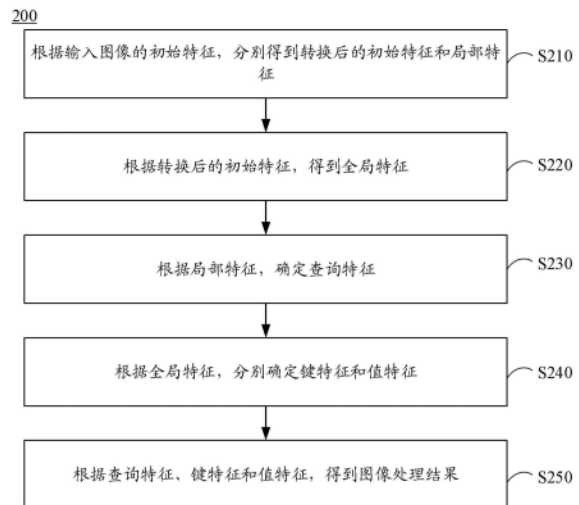 200
根据输入图像的初始特征，分别得到转换后的初始特征和局部特
征
S210
根据转换后的初始特征，得到全局特征
S220
根据局部特征，确定查询特征
S230
根据全局特征，分别确定键特征和值特征
S240
根据查询特征、键特征和值特征，得到图像处理结果
S250